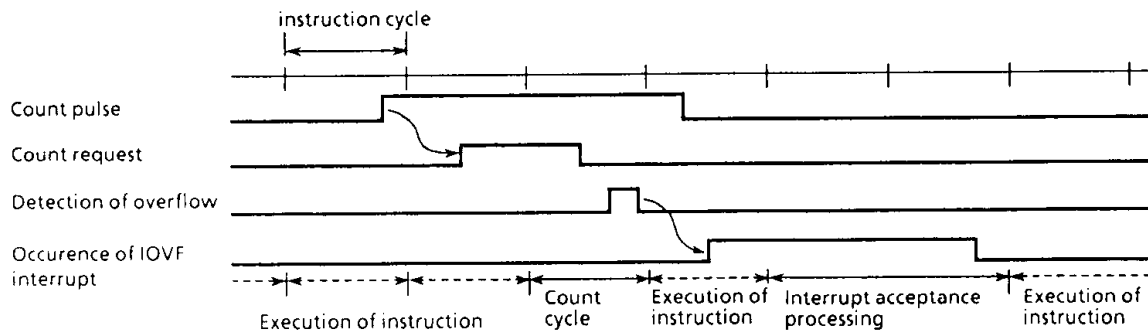 instruction cycle
Count pulse
Count request
Detection of overflow
Occurence of IOVF
interrupt
Execution of instruction
Count
cycle
Execution of
instruction
Interrupt acceptance
processing
Execution of
instruction